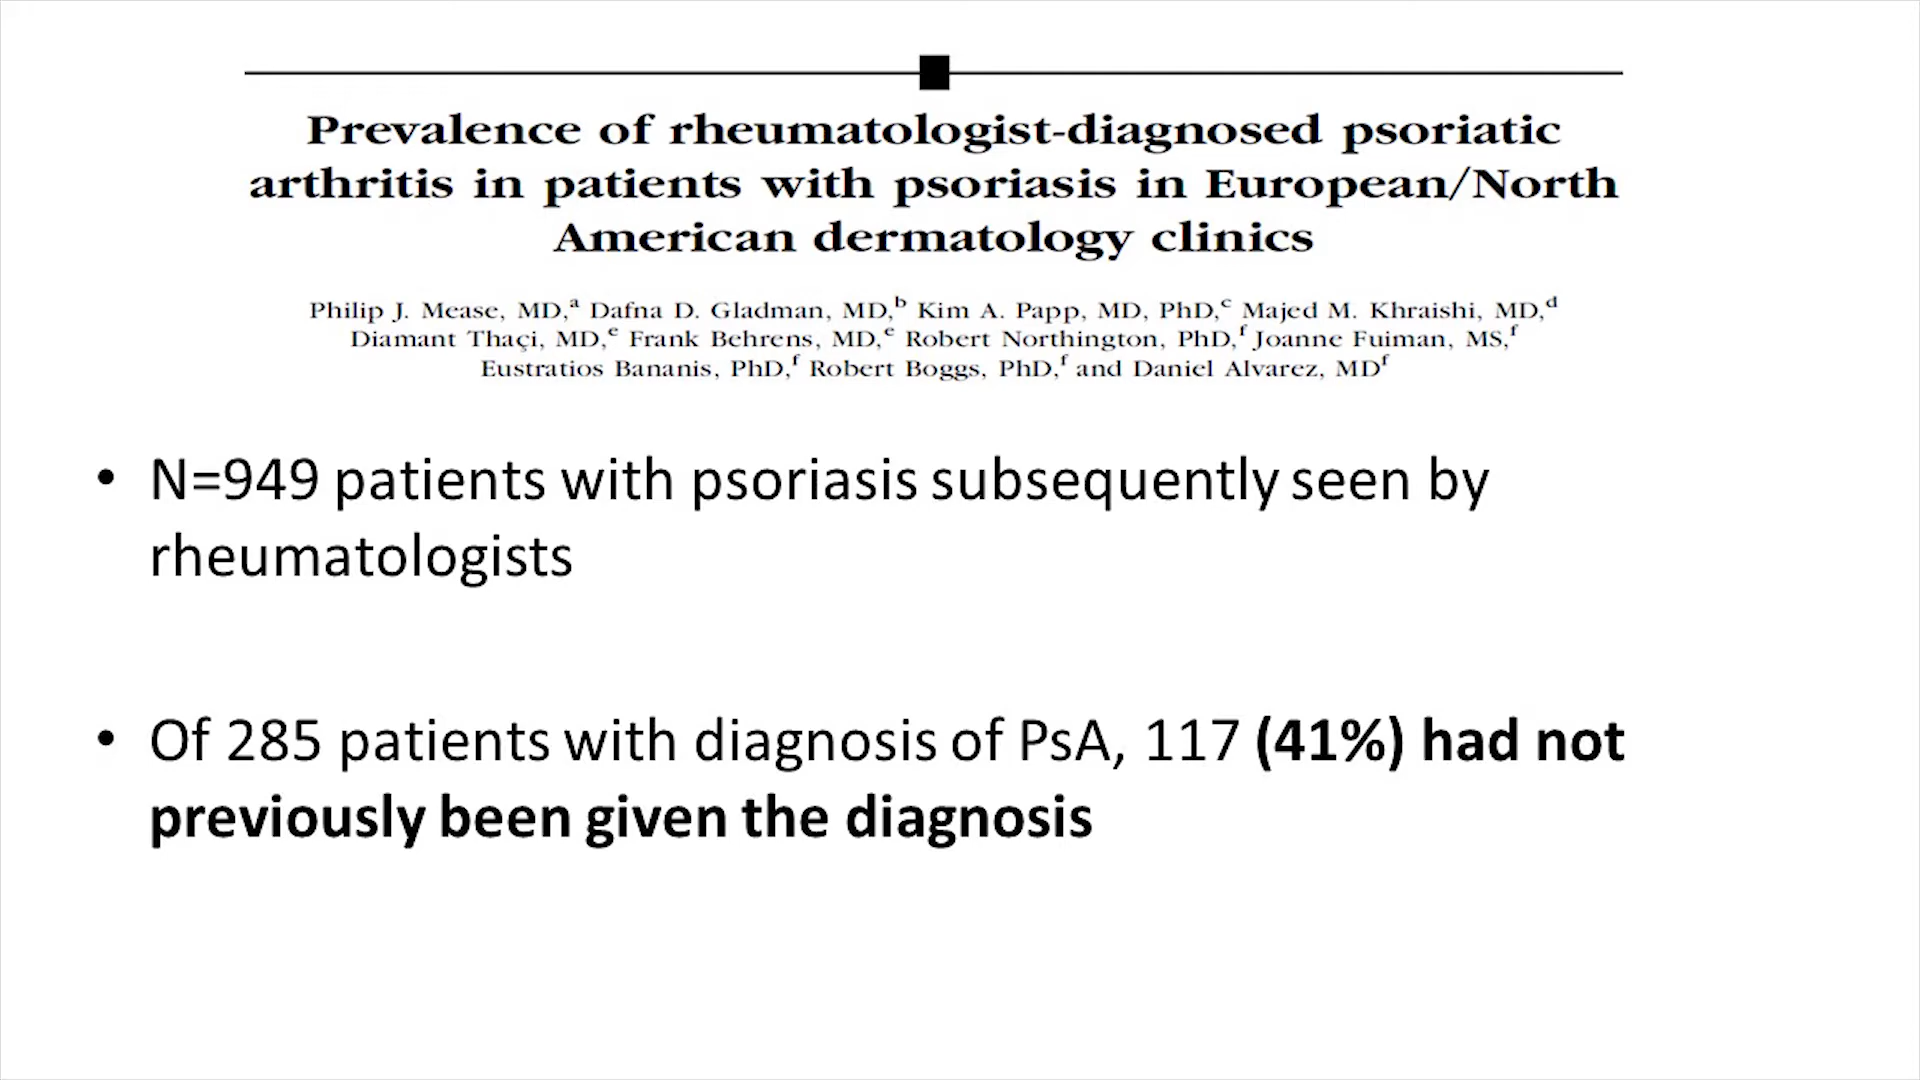 Prevalence of rheumatologist-diagnosed psoriatic
arthritis in patients with psoriasis in European/North
American dermatology clinics
Philip J. Mease, MD,a Dafna D. Gladman, MD,b Kim A. Papp, MD, PhD,c Majed M. Khraishi, MD,d
Diamant Thaçi, MD,e Frank Behrens, MD,e Robert Northington, PhD,f Joanne Fuiman, MS,f
Eustratios Bananis, PhD,f Robert Boggs, PhD,f and Daniel Alvarez, MDf
• N=949 patients with psoriasis subsequently seen by
rheumatologists
• Of 285 patients with diagnosis of PsA, 117 (41%) had not
previously been given the diagnosis